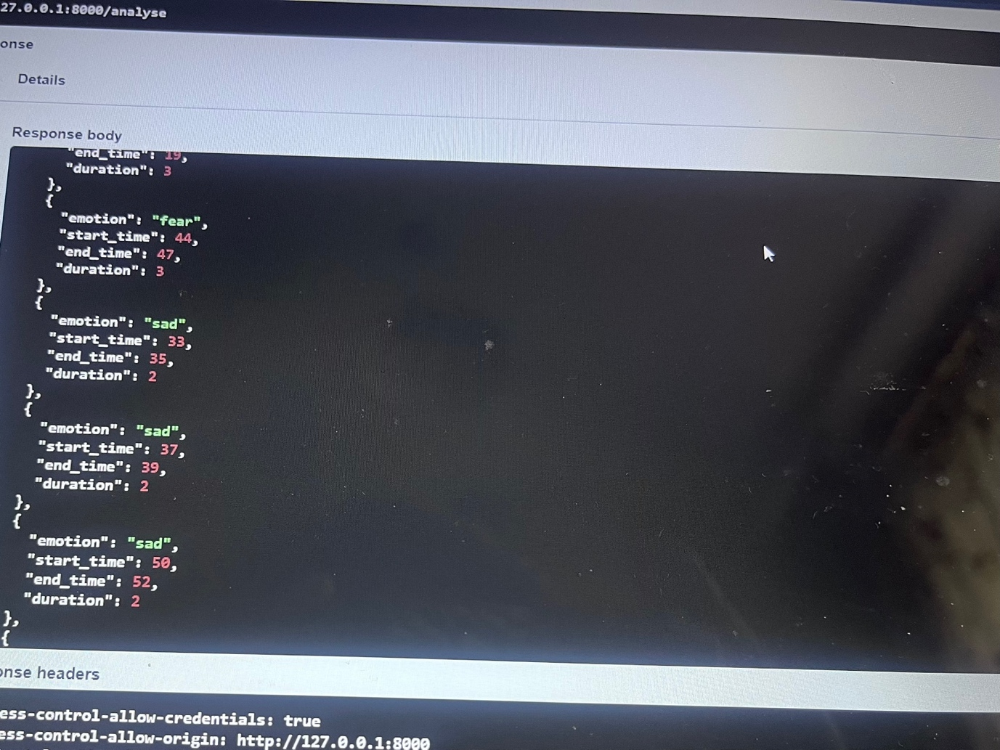 27.0.0.1:8000/analyse
onse
Details
Response body
"end_time": 19,
"duration": 3
},
{
"emotion": "fear",
"start_time": 44,
"end_time": 47,
"duration": 3
},
{
"emotion": "sad",
"start_time": 33,
"end_time": 35,
"duration": 2
},
{
"emotion": "sad",
"start_time": 37,
"end_time": 39,
"duration": 2
},
{
"emotion": "sad",
"start_time": 50,
"end_time": 52,
"duration": 2
},
{
onse headers
ess-control-allow-credentials: true
ess-control-allow-origin: http://127.0.0.1:8000